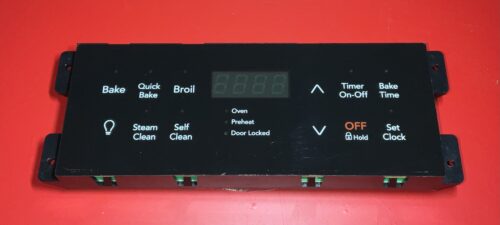 Bake
Quick
Bake
Broil
Timer
On-Off
Bake
Time
Oven
Preheat
Door Locked
Steam
Clean
Self
Clean
OFF
Hold
Set
Clock